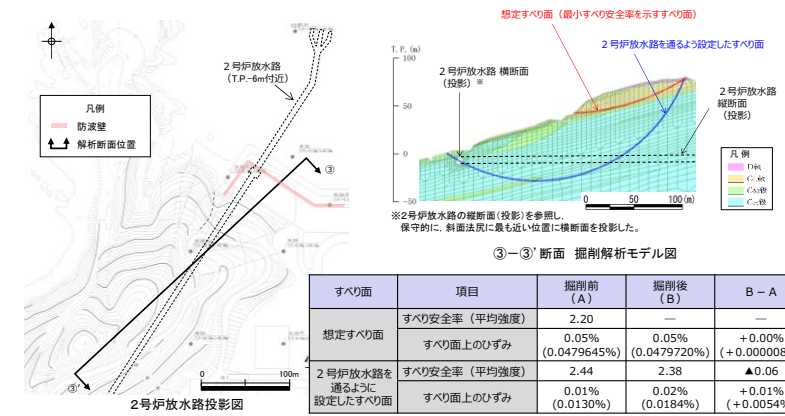 2号炉放水路
(T.P.-6m付近)
凡例
防波壁
解析断面位置
③
③'
0 100m
2号炉放水路投影図
想定すべり面（最小すべり安全率を示すすべり面）
2号炉放水路を通るよう設定したすべり面
T.P. (m)
100
50
0
-50
2号炉放水路 横断面
（投影）※
2号炉放水路
縦断面
（投影）
凡 例
D級
0 50 100(m)
※2号炉放水路の縦断面(投影)を参照し,
保守的に, 斜面法尻に最も近い位置に横断面を投影した。
③－③’断面 掘削解析モデル図
すべり面 項目 掘削前 掘削後 B－A
（A） （B）
想定すべり面 すべり安全率（平均強度） 2.20 ― ―
すべり面上のひずみ 0.05% 0.05% +0.00%
(0.0479645%) (0.0479720%) (+0.000008
2号炉放水路を
通るように
設定したすべり面
すべり安全率（平均強度） 2.44 2.38 ▲0.06
すべり面上のひずみ 0.01% 0.02% +0.01%
(0.0130%) (0.0184%) (+0.0054%